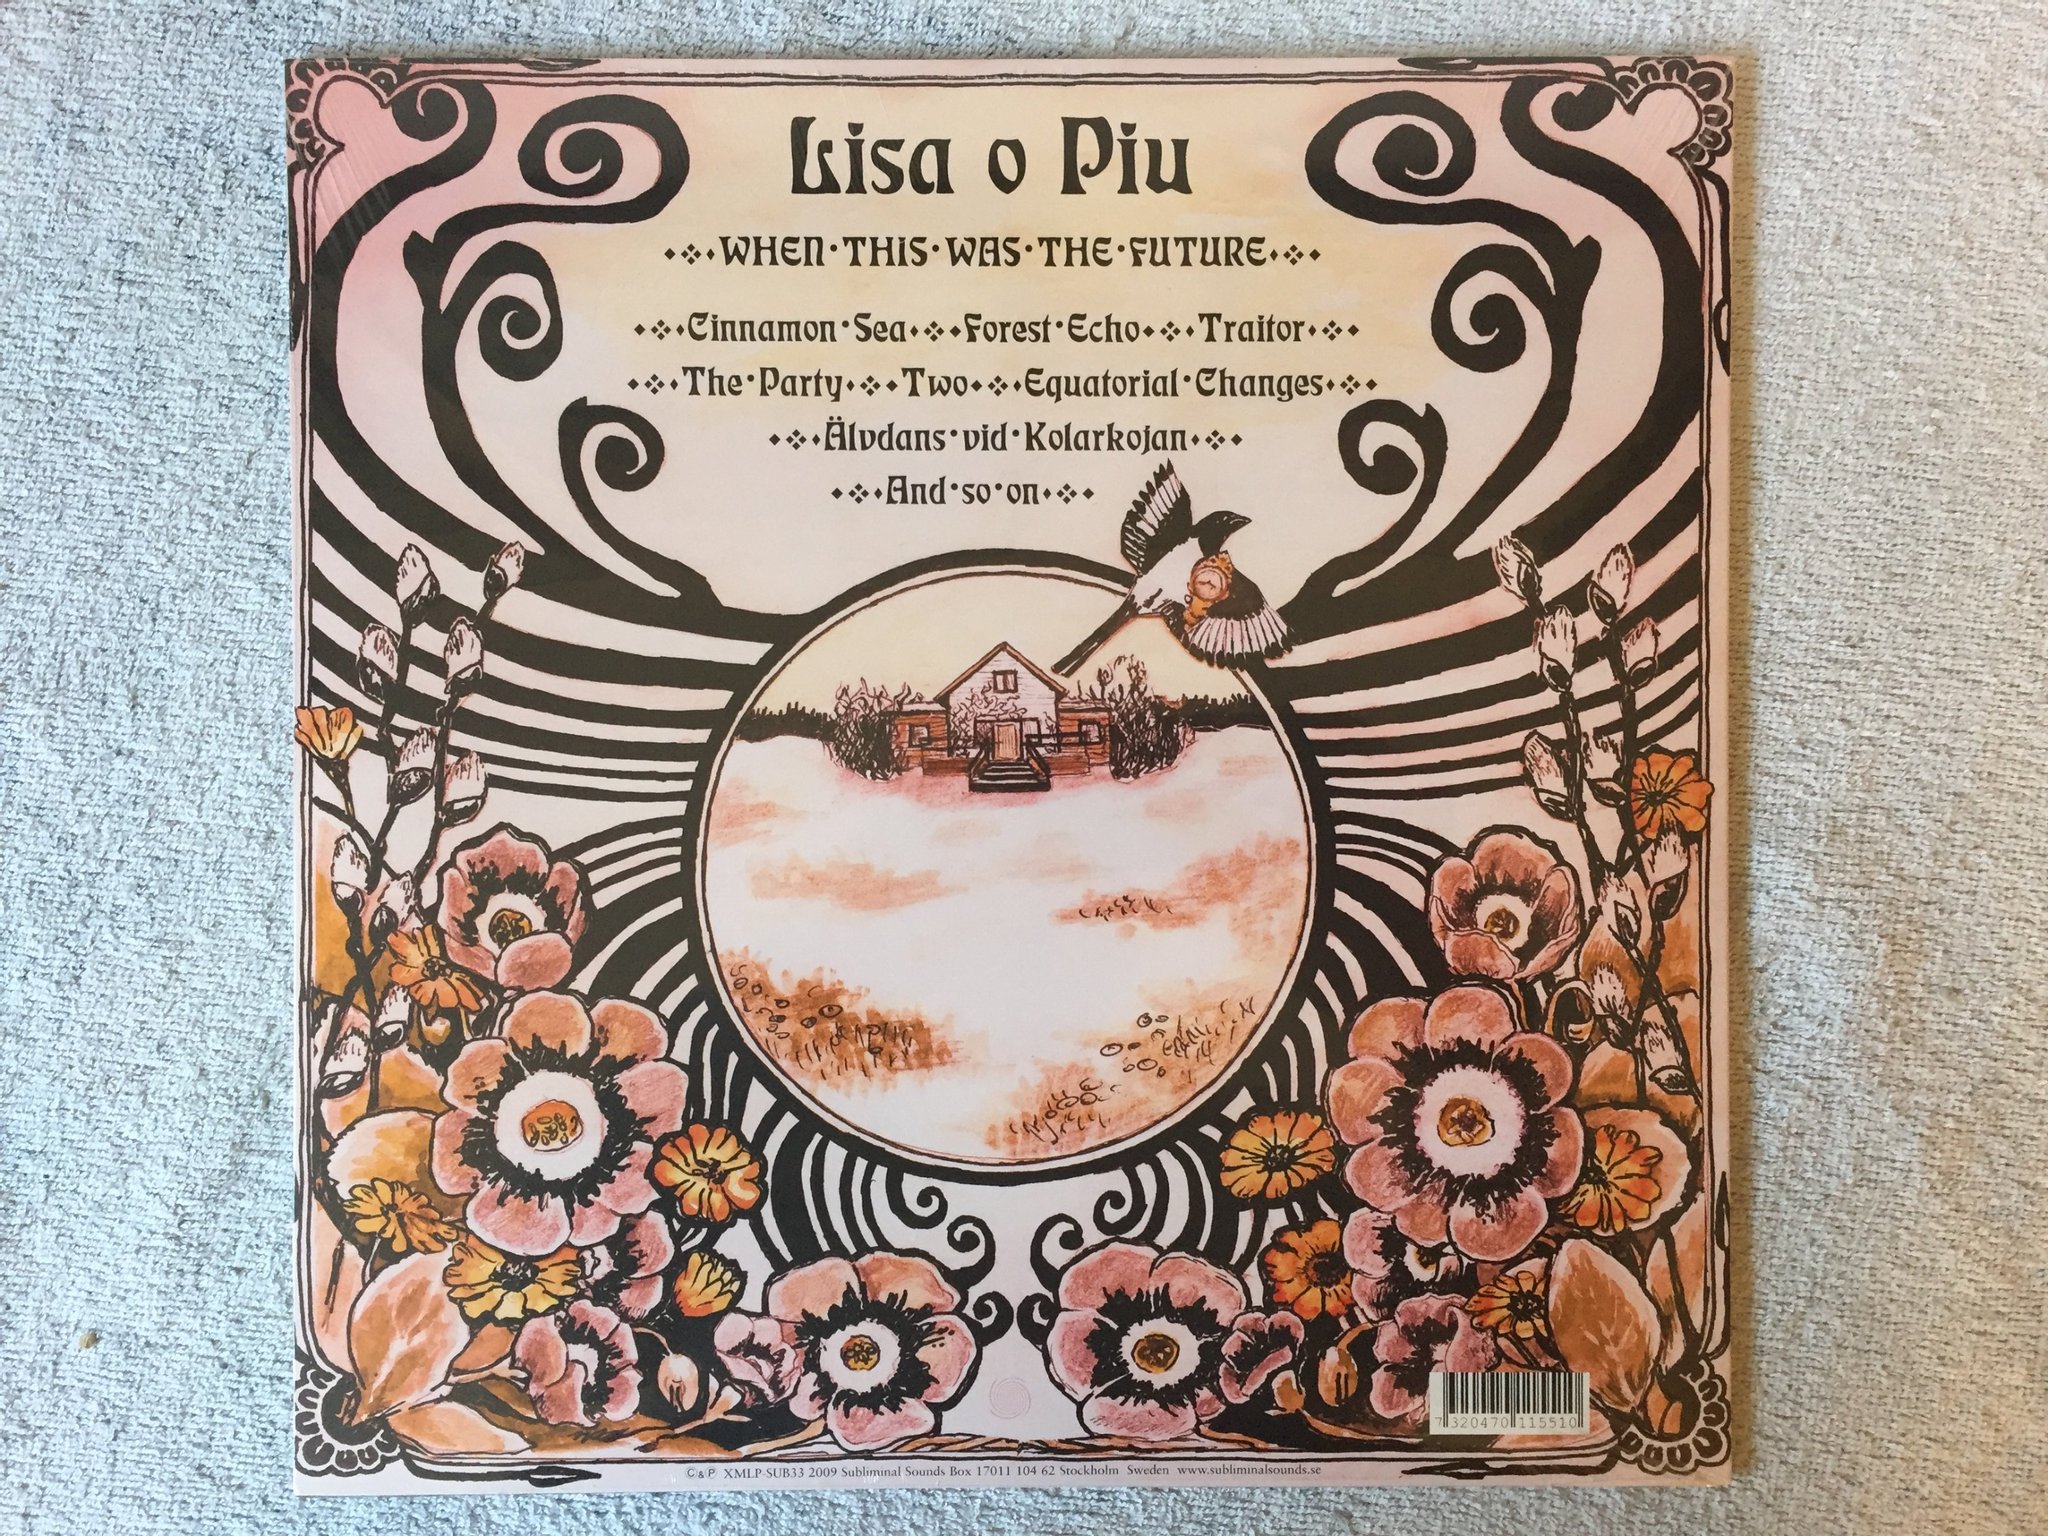 Lisa o Piu
WHEN·THIS·WAS·THE·FUTURE
Cinnamon·Sea Forest·Echo Traitor
The·Party Two Equatorial·Changes
Älvdans·vid·Kolarkojan
And·so·on
7 320470 115510
© & P XMLP-SUB33 2009 Subliminal Sounds Box 17011 104 62 Stockholm Sweden www.subliminalsounds.se